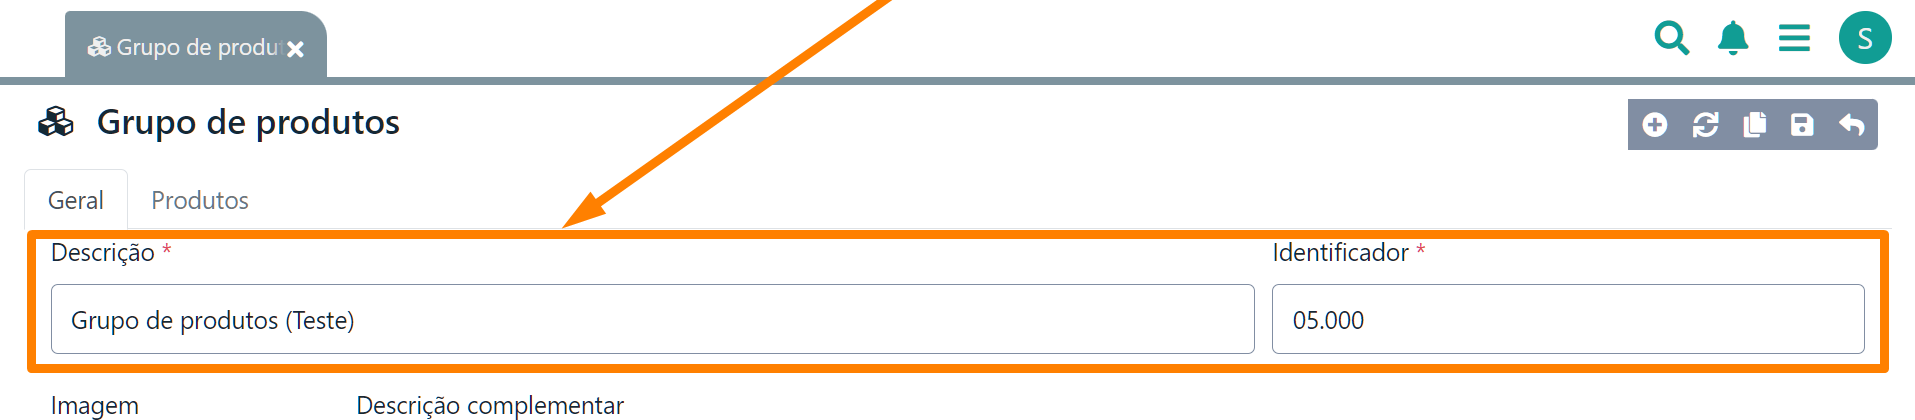 Grupo de produt
S
Grupo de produtos
Geral Produtos
Descrição * Identificador *
Grupo de produtos (Teste) 05.000
Imagem Descrição complementar